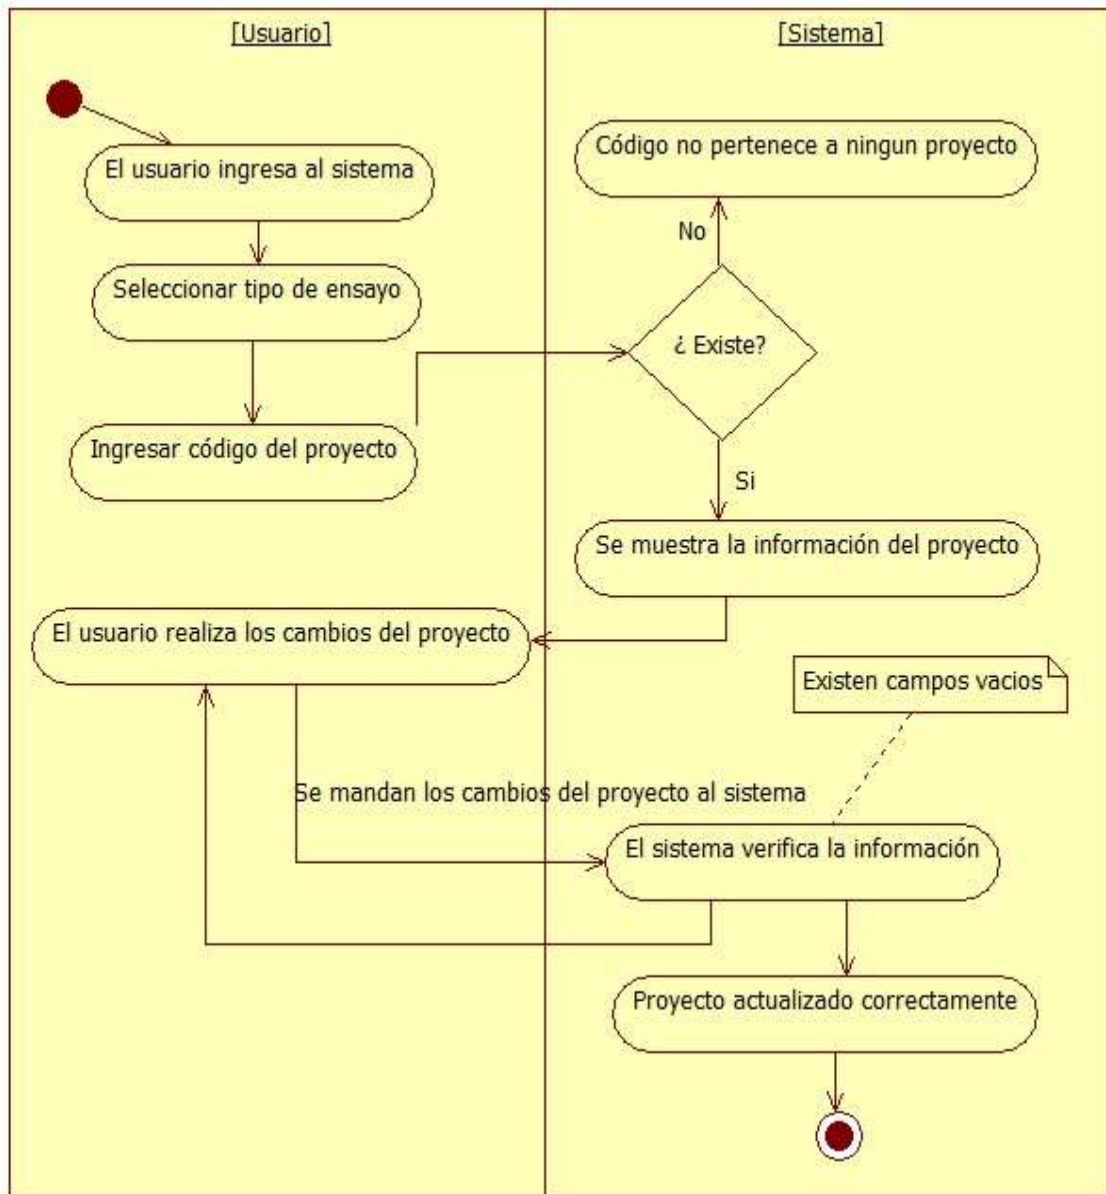 [Usuario]
[Sistema]
El usuario ingresa al sistema
Código no pertenece a ningun proyecto
No
Seleccionar tipo de ensayo
¿ Existe?
Ingresar código del proyecto
Si
Se muestra la información del proyecto
El usuario realiza los cambios del proyecto
Existen campos vacios
Se mandan los cambios del proyecto al sistema
El sistema verifica la información
Proyecto actualizado correctamente